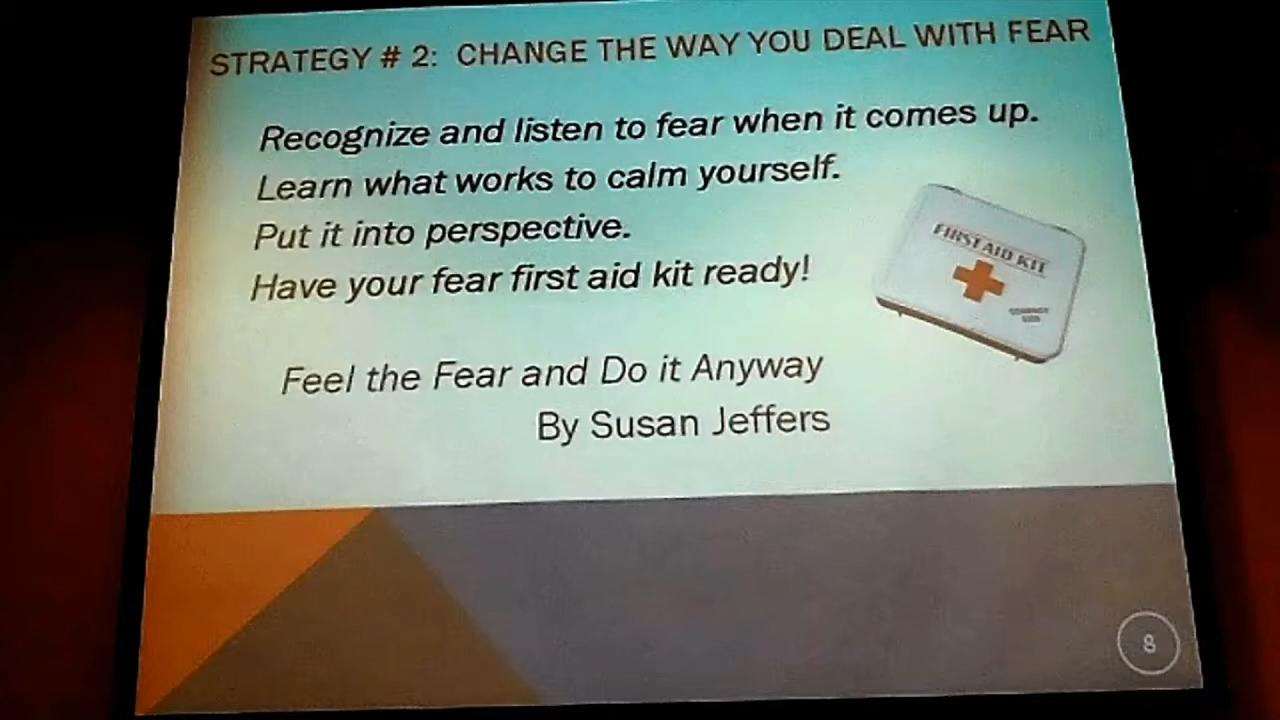 STRATEGY # 2: CHANGE THE WAY YOU DEAL WITH FEAR
Recognize and listen to fear when it comes up.
Learn what works to calm yourself.
Put it into perspective.
Have your fear first aid kit ready!
FIRST AID KIT
Feel the Fear and Do it Anyway
By Susan Jeffers
8